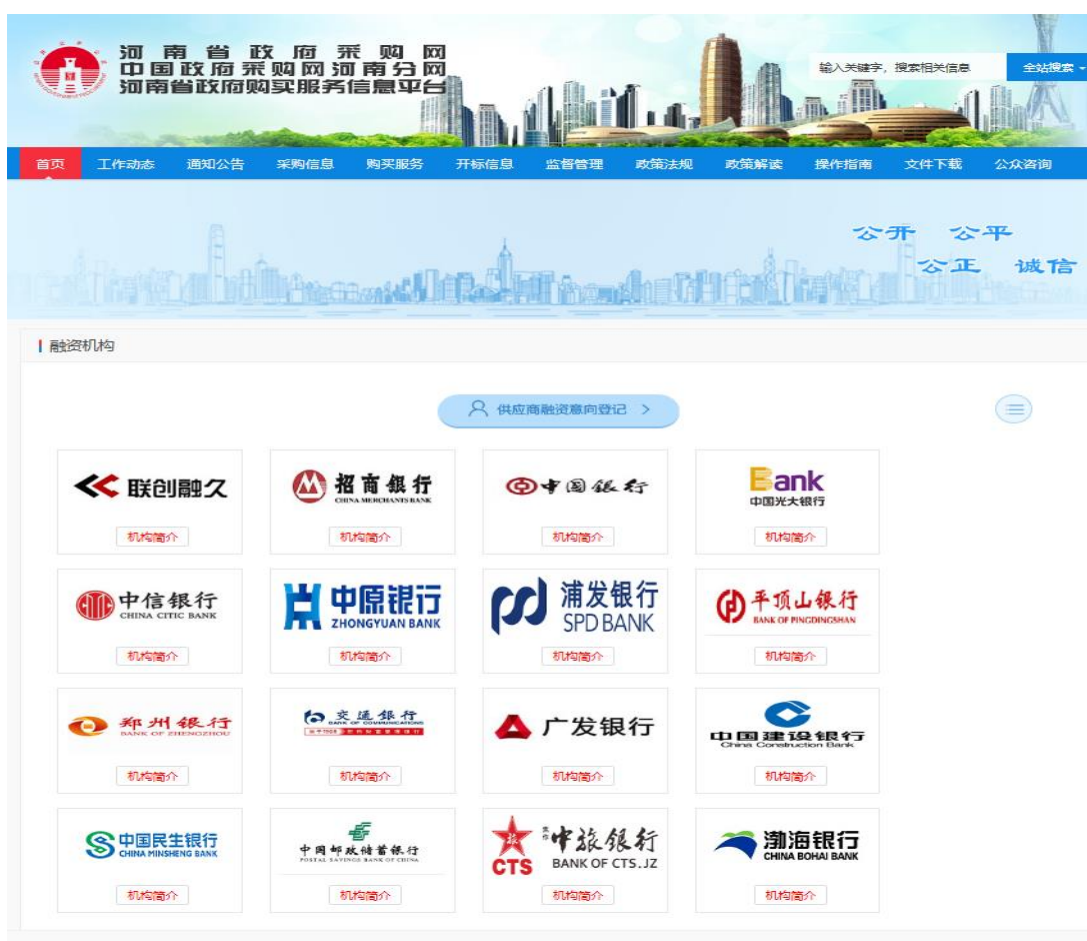 河南省政府采购网
中国政府采购网河南分网
河南省政府购买服务信息平台
输入关键字，搜索相关信息 全站搜索
首页 工作动态 通知公告 采购信息 购买服务 开标信息 监督管理 政策法规 政策解读 操作指南 文件下载 公众咨询
公开 公平
公正 诚信
融资机构
供应商融资意向登记 >
联创融久 招商银行 中国银行 Bank
CHINA MERCHANTS BANK 中国光大银行
机构简介 机构简介 机构简介 机构简介
中信银行 中原银行 浦发银行 平顶山银行
CHINA CITIC BANK ZHONGYUAN BANK SPD BANK BANK OF PINGDINGSHAN
机构简介 机构简介 机构简介 机构简介
郑州银行 交通银行 广发银行 中国建设银行
BANK OF ZHENGZHOU BANK OF COMMUNICATIONS China Construction Bank
机构简介 机构简介 机构简介 机构简介
中国民生银行 中国邮政储蓄银行 焦作中旅银行 渤海银行
CHINA MINSHENG BANK POSTAL SAVINGS BANK OF CHINA CTS BANK OF CTS.JZ CHINA BOHAI BANK
机构简介 机构简介 机构简介 机构简介